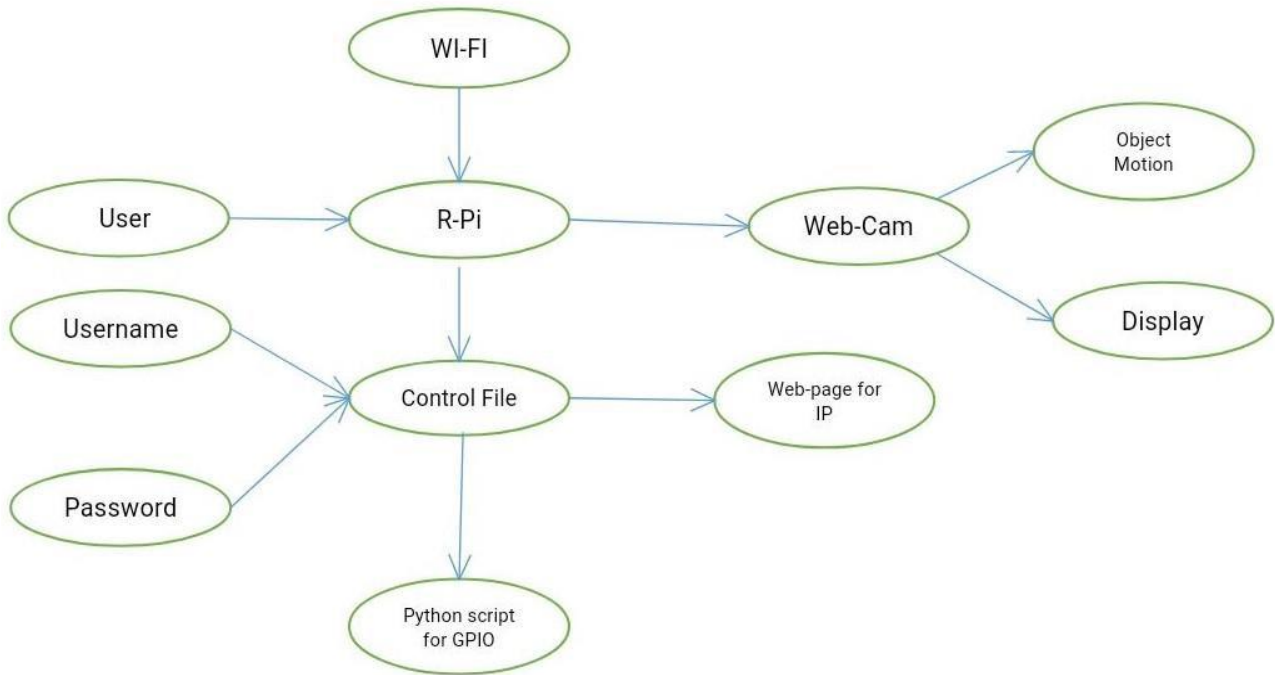 WI-FI
Object
Motion
User
R-Pi
Web-Cam
Username
Display
Control File
Web-page for
IP
Password
Python script
for GPIO